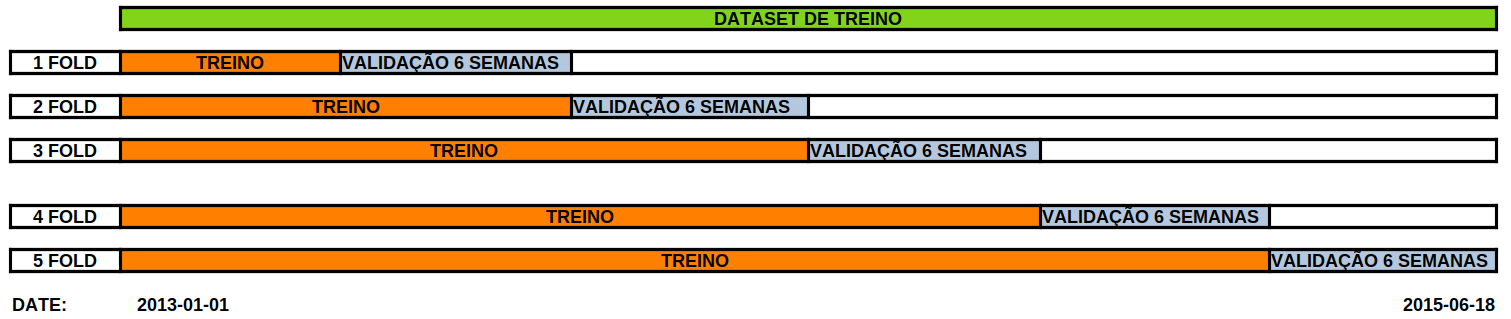 DATASET DE TREINO
1 FOLD TREINO VALIDAÇÃO 6 SEMANAS
2 FOLD TREINO VALIDAÇÃO 6 SEMANAS
3 FOLD TREINO VALIDAÇÃO 6 SEMANAS
4 FOLD TREINO VALIDAÇÃO 6 SEMANAS
5 FOLD TREINO VALIDAÇÃO 6 SEMANAS
DATE: 2013-01-01 2015-06-18